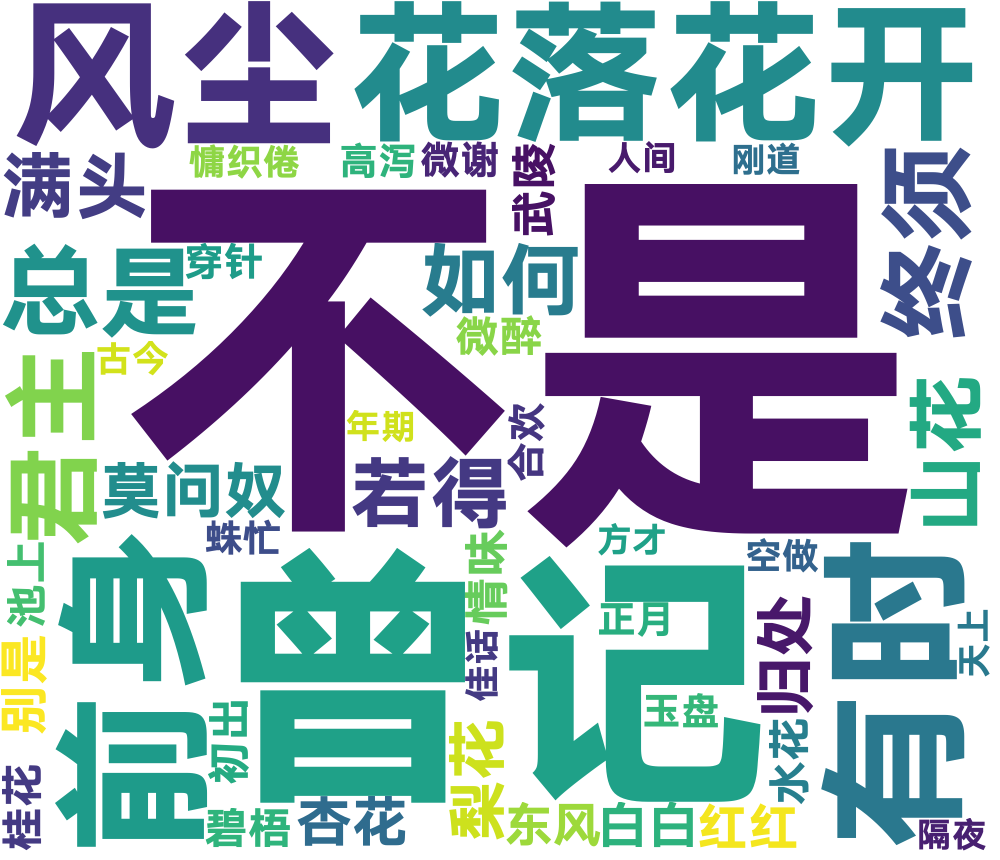 风尘
花落花开
满头
慵织倦
高泻
微谢
武陵
人间
刚道
终须
总是
穿针
不是
如何
微醉
古今
君主
年期
合欢
山花
莫问奴
若得
蛛忙
方才
空做
池上
前身
曾记
情味
正月
有时
天上
归处
别是
佳话
玉盘
初出
梨花
水花
桂花
碧梧
杏花
东风
白白
红红
隔夜